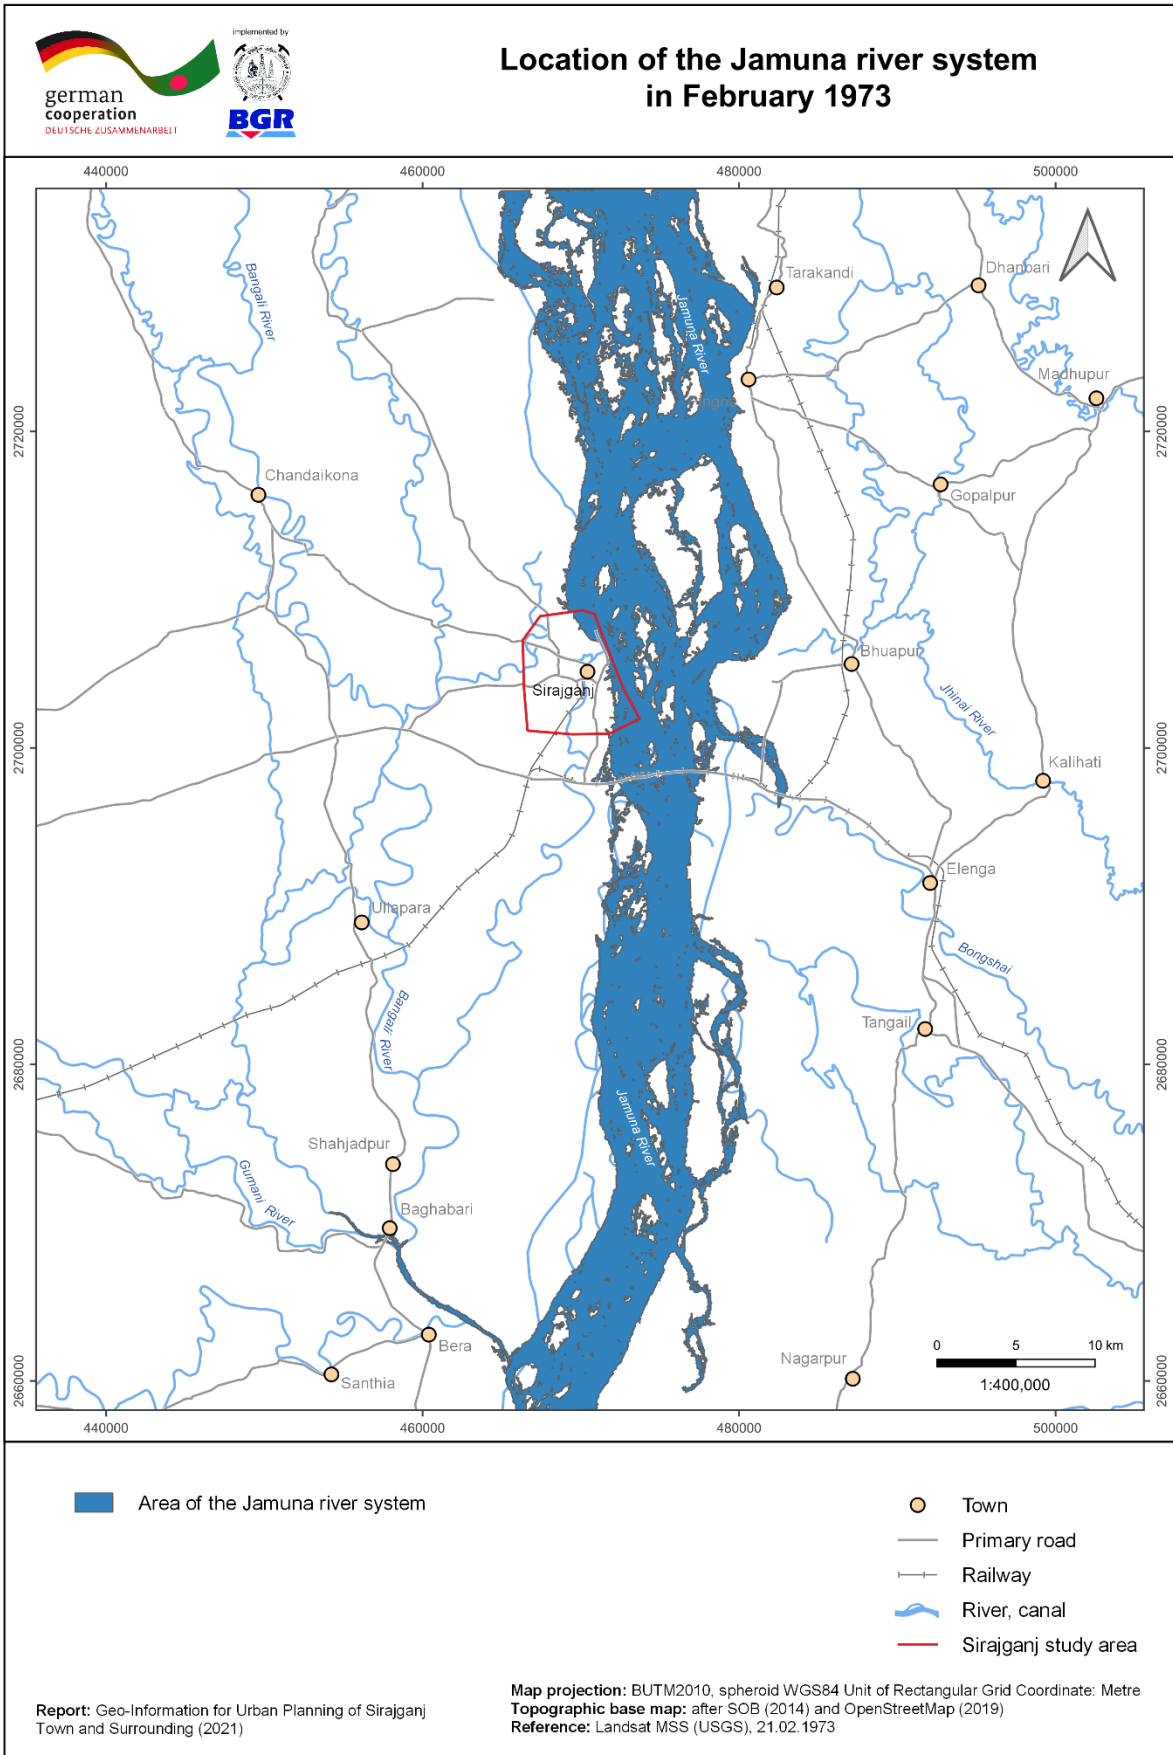 implemented by
german
cooperation
DEUTSCHE ZUSAMMENARBEIT
BGR
Location of the Jamuna river system
in February 1973
440000
460000
480000
500000
2720000
2720000
2700000
2700000
2680000
2680000
2660000
2660000
Bangali River
Jamuna River
Tarakandi
Dhanbari
Madhupur
Chandaikona
Gopalpur
Bhuapur
Sirajganj
Jhinai River
Kalihati
Elenga
Ullapara
Bongshai
Bangali River
Tangail
Jamuna River
Shahjadpur
Gumani River
Baghabari
Bera
Santhia
Nagarpur
0 5 10 km
1:400,000
440000
460000
480000
500000
Area of the Jamuna river system
Town
Primary road
Railway
River, canal
Sirajganj study area
Report: Geo-Information for Urban Planning of Sirajganj
Town and Surrounding (2021)
Map projection: BUTM2010, spheroid WGS84 Unit of Rectangular Grid Coordinate: Metre
Topographic base map: after SOB (2014) and OpenStreetMap (2019)
Reference: Landsat MSS (USGS), 21.02.1973